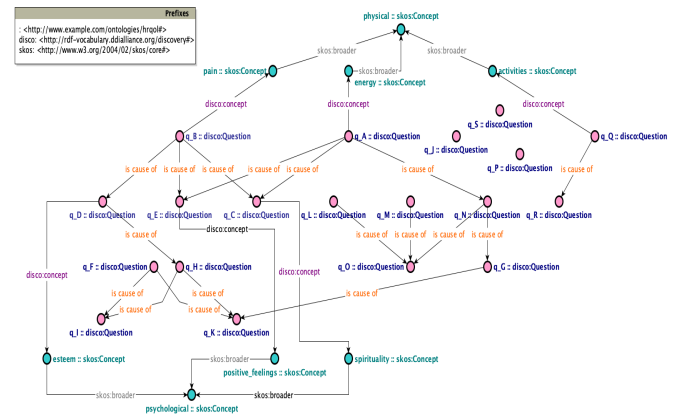 Prefixes
: <http://www.example.com/ontologies/hrqol#>
disco: <http://rdf-vocabulary.ddialliance.org/discovery#>
skos: <http://www.w3.org/2004/02/skos/core#>
physical :: skos:Concept
skos:broader
skos:broader
skos:broader
pain :: skos:Concept
energy :: skos:Concept
activities :: skos:Concept
disco:concept
disco:concept
disco:concept
q_S :: disco:Question
q_B :: disco:Question
q_A :: disco:Question
q_J :: disco:Question
q_Q :: disco:Question
q_P :: disco:Question
is cause of
is cause of
is cause of
is cause of
is cause of
is cause of
is cause of
q_D :: disco:Question
q_E :: disco:Question
q_C :: disco:Question
q_L :: disco:Question
q_M :: disco:Question
q_N :: disco:Question
q_R :: disco:Question
is cause of
disco:concept
is cause of
is cause of
is cause of
is cause of
q_F :: disco:Question
q_H :: disco:Question
q_O :: disco:Question
q_G :: disco:Question
disco:concept
disco:concept
is cause of
is cause of
is cause of
is cause of
is cause of
q_I :: disco:Question
q_K :: disco:Question
esteem :: skos:Concept
skos:broader
spirituality :: skos:Concept
positive_feelings :: skos:Concept
skos:broader
skos:broader
psychological :: skos:Concept